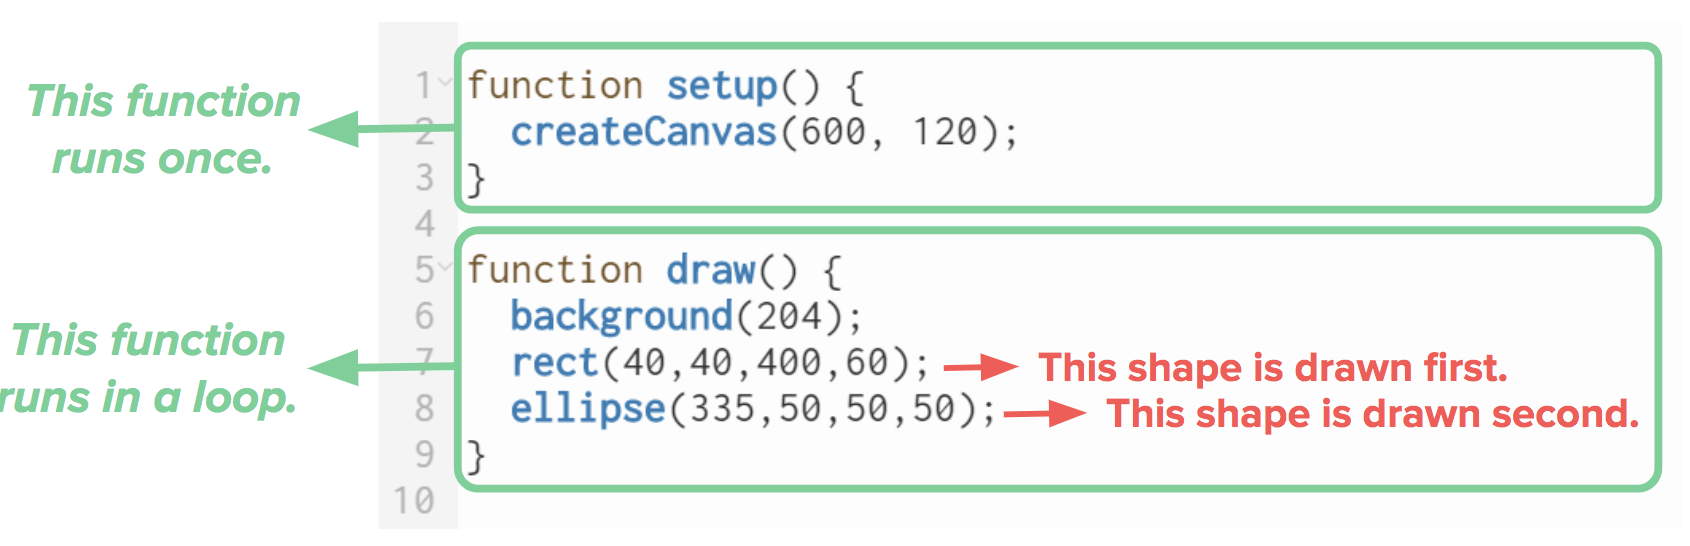 This function
runs once.
1 function setup() {
2 createCanvas(600, 120);
3 }
4
This function
runs in a loop.
5 function draw() {
6 background(204);
7 rect(40,40,400,60); This shape is drawn first.
8 ellipse(335,50,50,50); This shape is drawn second.
9 }
10